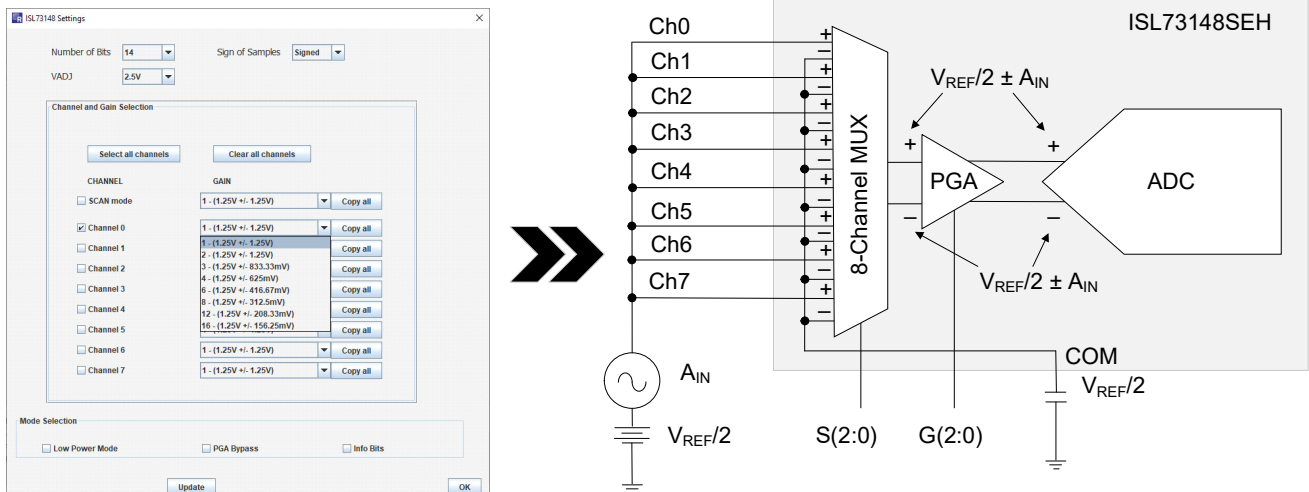 ISL73148 Settings
Number of Bits 14 Sign of Samples Signed
VADJ 2.5V
Channel and Gain Selection
Select all channels Clear all channels
CHANNEL GAIN
SCAN mode 1 - (1.25V +/- 1.25V) Copy all
Channel 0 1 - (1.25V +/- 1.25V) Copy all
1 - (1.25V +/- 1.25V)
Channel 1 2 - (1.25V +/- 1.25V) Copy all
3 - (1.25V +/- 833.33mV)
Channel 2 4 - (1.25V +/- 625mV) Copy all
Channel 3 6 - (1.25V +/- 416.67mV) Copy all
8 - (1.25V +/- 312.5mV)
Channel 4 12 - (1.25V +/- 208.33mV) Copy all
16 - (1.25V +/- 156.25mV)
Channel 5 Copy all
Channel 6 1 - (1.25V +/- 1.25V) Copy all
Channel 7 1 - (1.25V +/- 1.25V) Copy all
Mode Selection
Low Power Mode PGA Bypass Info Bits
Update OK
ISL73148SEH
Ch0 +
−
Ch1 +
−
Ch2 +
−
Ch3 +
−
Ch4 +
−
Ch5 +
−
Ch6 +
−
Ch7 +
−
8-Channel MUX
VREF/2 ± AIN
+ +
PGA ADC
− −
VREF/2 ± AIN
COM
VREF/2
AIN
VREF/2
S(2:0) G(2:0)